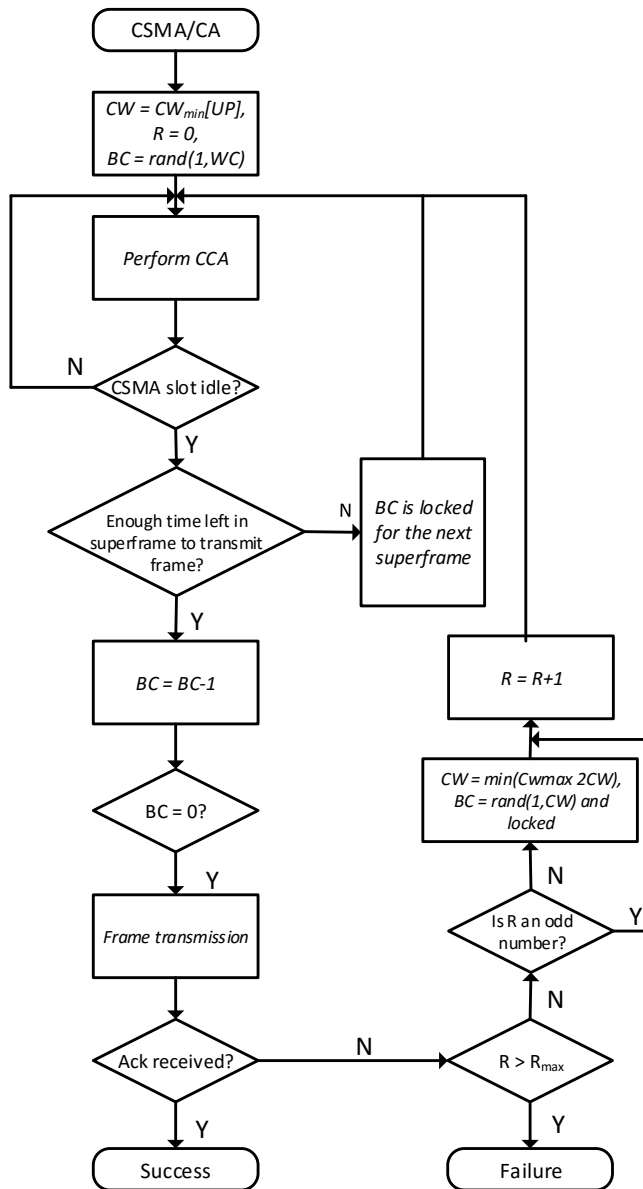 CSMA/CA
CW = CWmin[UP],
R = 0,
BC = rand(1,WC)
Perform CCA
N
CSMA slot idle?
Y
Enough time left in
superframe to transmit
frame?
N
BC is locked
for the next
superframe
Y
BC = BC-1
R = R+1
CW = min(Cwmax 2CW),
BC = rand(1,CW) and
locked
BC = 0?
N
Y
Is R an odd
number?
Y
Frame transmission
N
Ack received?
N
R > Rmax
Y
Y
Success
Failure